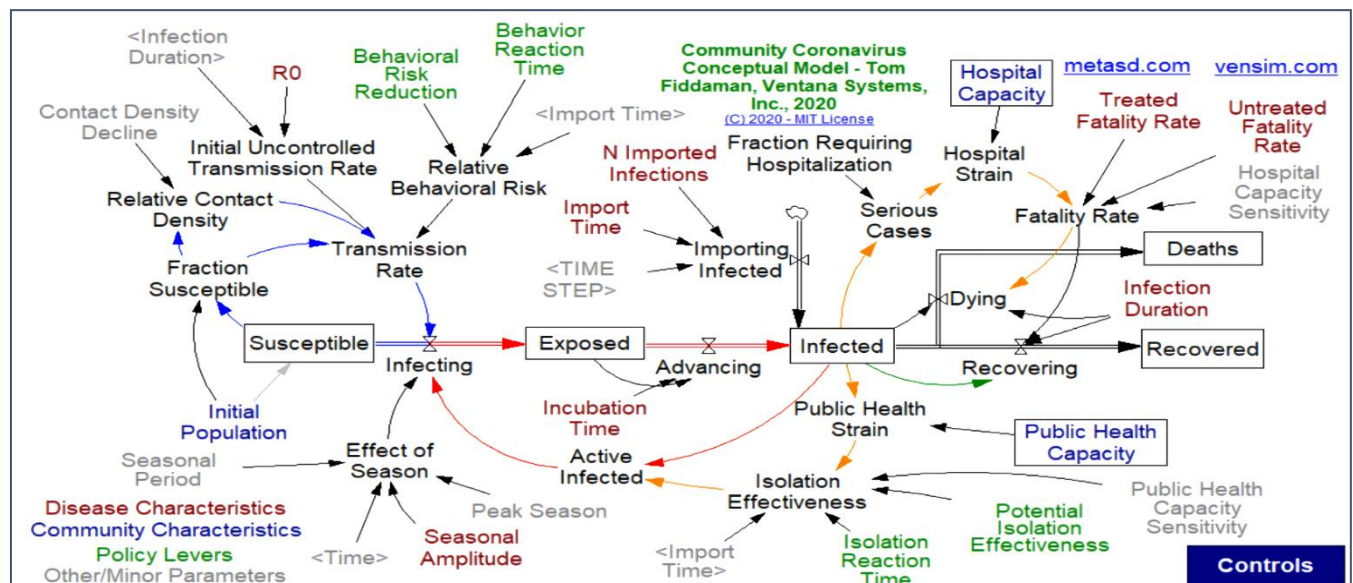 <Infection
Duration>
R0
Contact Density
Decline
Initial Uncontrolled
Transmission Rate
Relative Contact
Density
Behavioral
Risk
Reduction
Behavior
Reaction
Time
<Import Time>
Relative
Behavioral Risk
Community Coronavirus
Conceptual Model - Tom
Fiddaman, Ventana Systems,
Inc., 2020
(C) 2020 - MIT License
Hospital
Capacity
metasd.com
vensim.com
Treated
Fatality Rate
Untreated
Fatality
Rate
Hospital
Capacity
Sensitivity
N Imported
Infections
Fraction Requiring
Hospitalization
Hospital
Strain
Import
Time
Serious
Cases
Fatality Rate
Transmission
Rate
Importing
Infected
<TIME
STEP>
Fraction
Susceptible
Deaths
Dying
Infection
Duration
Susceptible
Infecting
Exposed
Advancing
Infected
Recovering
Recovered
Initial
Population
Incubation
Time
Public Health
Strain
Public Health
Capacity
Seasonal
Period
Effect of
Season
Active
Infected
Isolation
Effectiveness
Peak Season
Disease Characteristics
Community Characteristics
Policy Levers
Other/Minor Parameters
<Time>
Seasonal
Amplitude
<Import
Time>
Isolation
Reaction
Time
Potential
Isolation
Effectiveness
Public Health
Capacity
Sensitivity
Controls